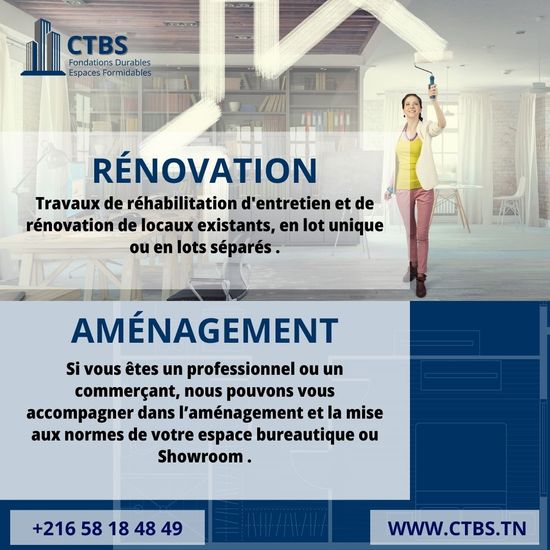 CTBS
Fondations Durables
Espaces Formidables
RÉNOVATION
Travaux de réhabilitation d'entretien et de
rénovation de locaux existants, en lot unique
ou en lots séparés .
AMÉNAGEMENT
Si vous êtes un professionnel ou un
commerçant, nous pouvons vous
accompagner dans l’aménagement et la mise
aux normes de votre espace bureautique ou
Showroom .
+216 58 18 48 49
WWW.CTBS.TN